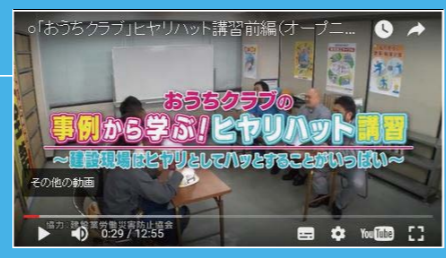 ○「おうちクラブ」ヒヤリハット講習前編(オープニ...
おうちクラブの
事例から学ぶ!ヒヤリハット講習
～建設現場はヒヤリとしてハッとすることがいっぱい～
その他の動画
協力:建設業労働災害防止協会
0:29 / 12:55
YouTube